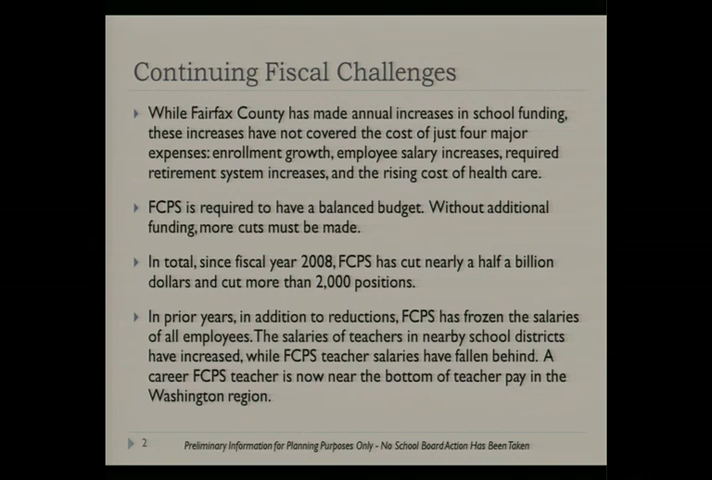 Continuing Fiscal Challenges
While Fairfax County has made annual increases in school funding,
these increases have not covered the cost of just four major
expenses: enrollment growth, employee salary increases, required
retirement system increases, and the rising cost of health care.
FCPS is required to have a balanced budget. Without additional
funding, more cuts must be made.
In total, since fiscal year 2008, FCPS has cut nearly a half a billion
dollars and cut more than 2,000 positions.
In prior years, in addition to reductions, FCPS has frozen the salaries
of all employees. The salaries of teachers in nearby school districts
have increased, while FCPS teacher salaries have fallen behind. A
career FCPS teacher is now near the bottom of teacher pay in the
Washington region.
2 Preliminary Information for Planning Purposes Only - No School Board Action Has Been Taken